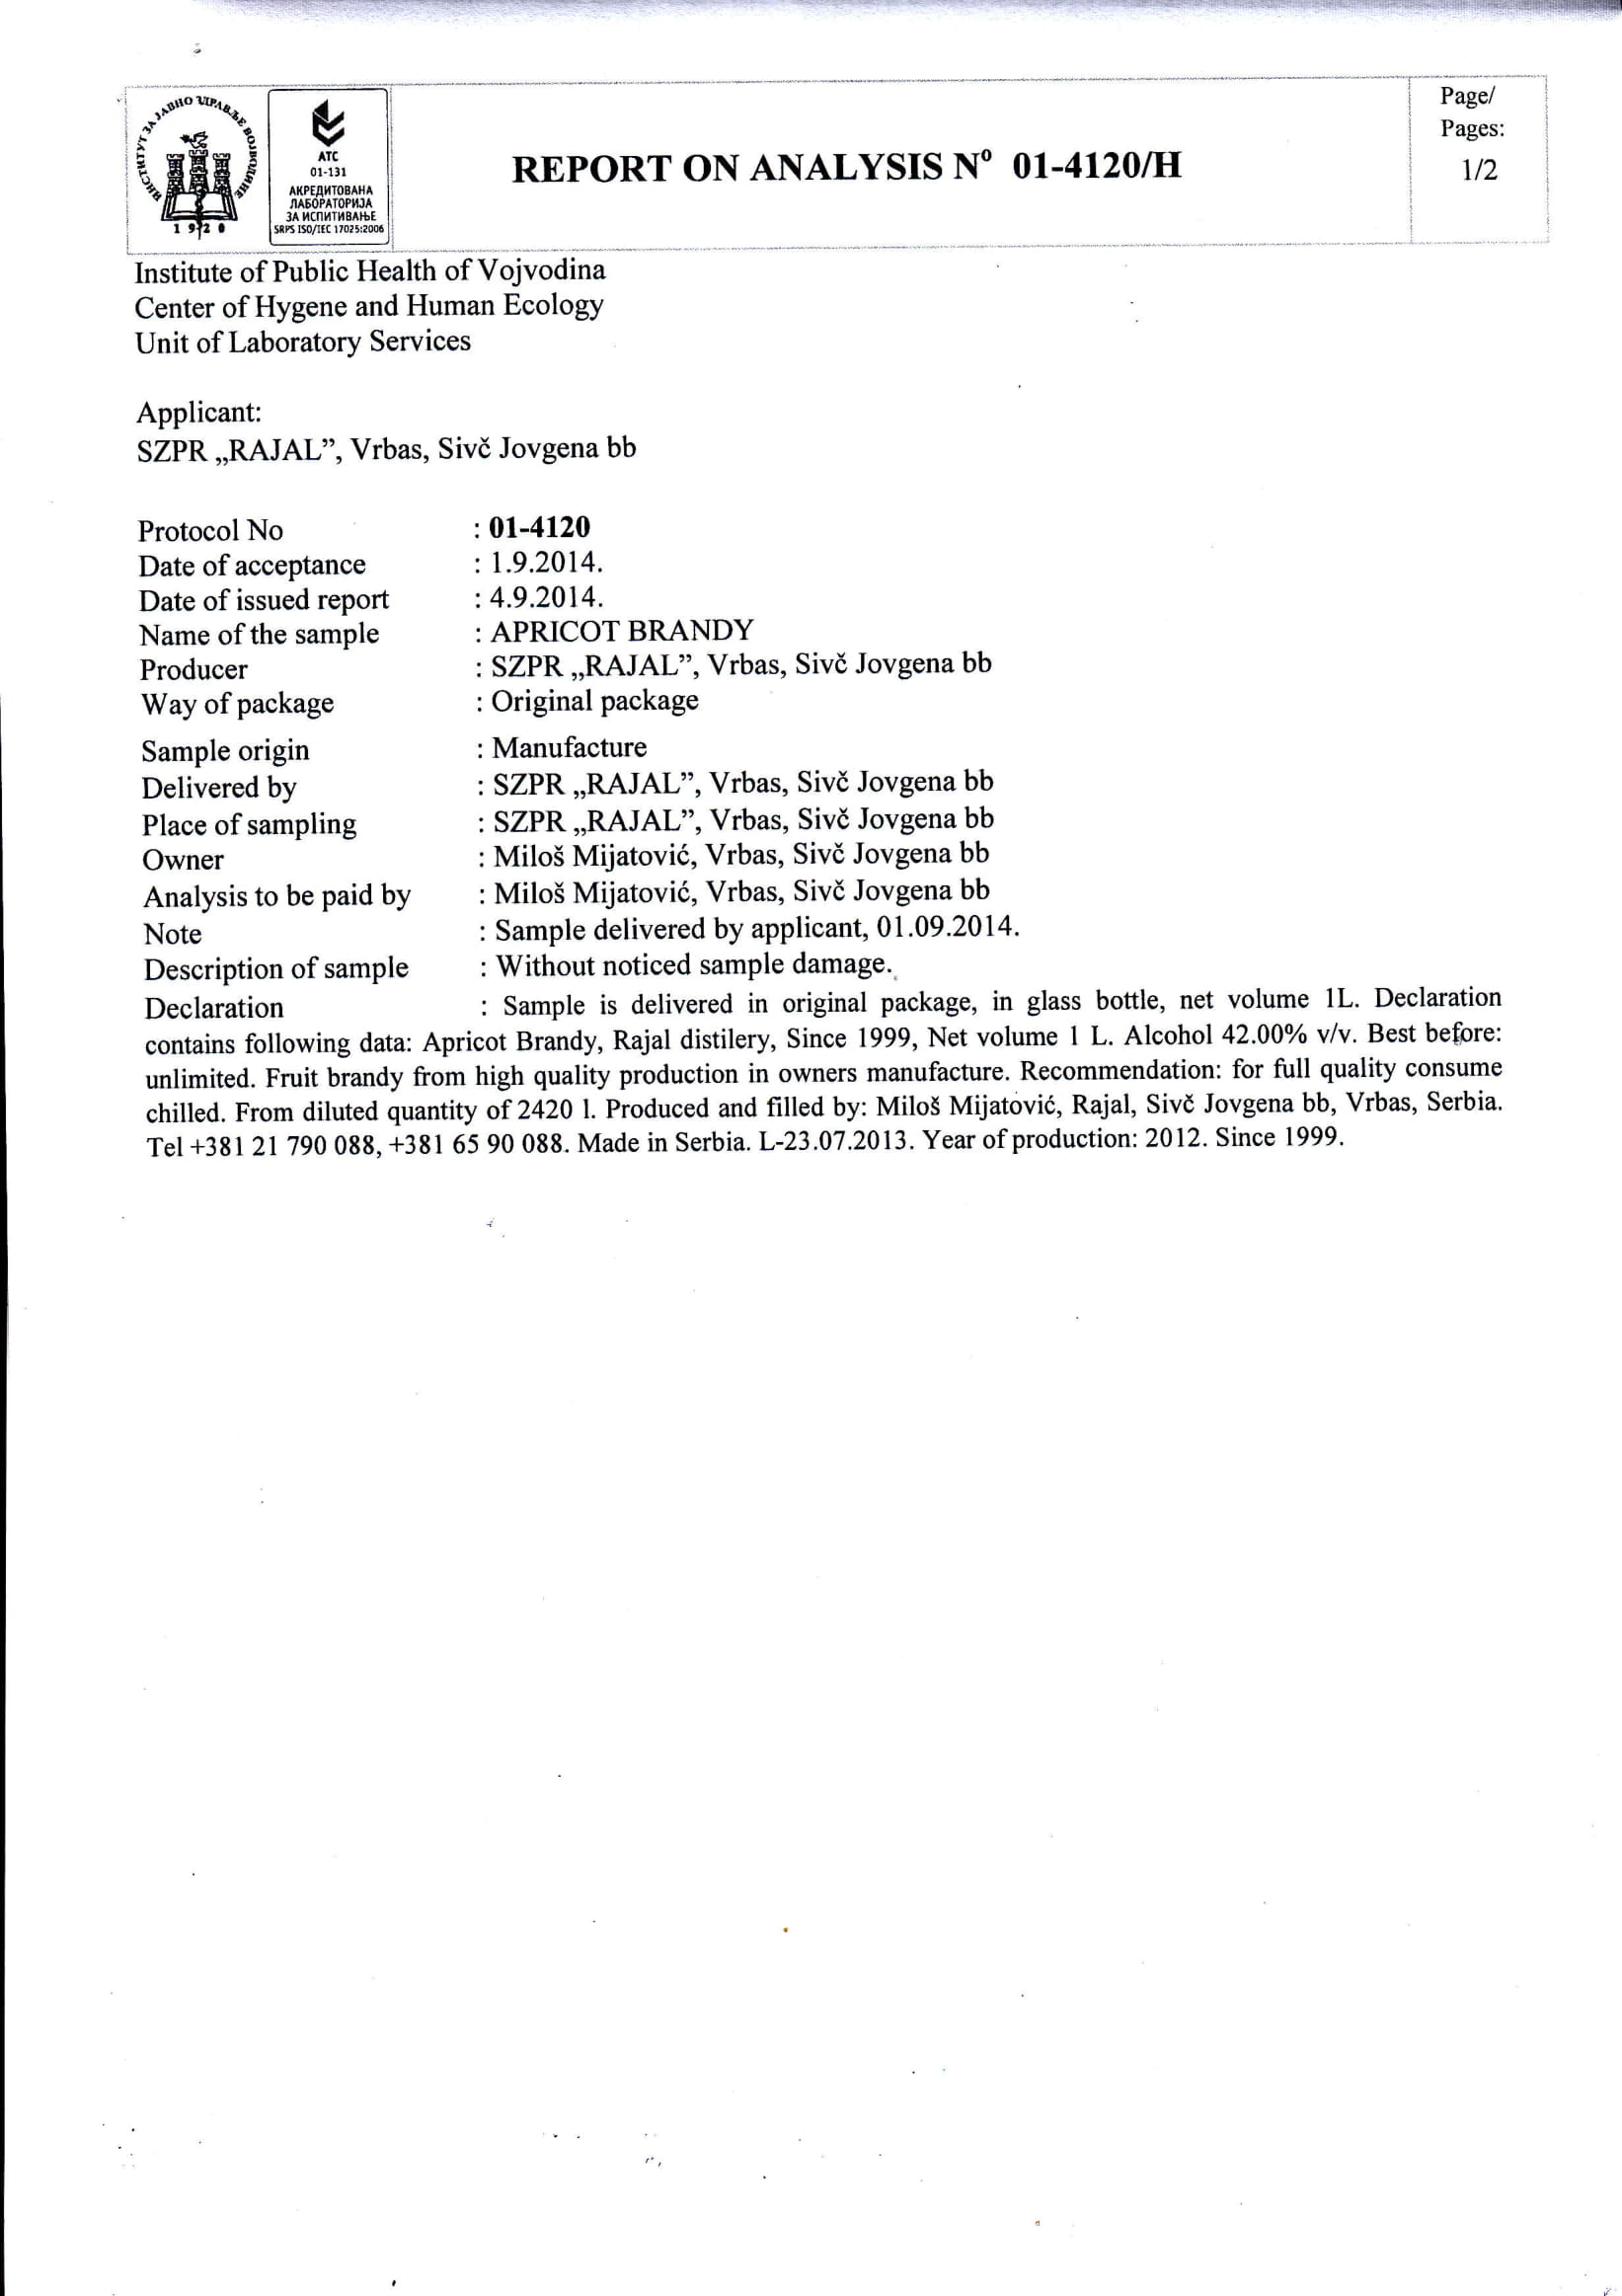 ИНСТИТУТ ЗА ЈАВНО ЗДРАВЉЕ ВОЈВОДИНЕ
1920
АТС
01-131
АКРЕДИТОВАНА
ЛАБОРАТОРИЈА
ЗА ИСПИТИВАЊЕ
SRPS ISO/IEC 17025:2006
REPORT ON ANALYSIS Nº 01-4120/H
Page/
Pages:
1/2
Institute of Public Health of Vojvodina
Center of Hygene and Human Ecology
Unit of Laboratory Services
Applicant:
SZPR „RAJAL”, Vrbas, Sivč Jovgena bb
Protocol No : 01-4120
Date of acceptance : 1.9.2014.
Date of issued report : 4.9.2014.
Name of the sample : APRICOT BRANDY
Producer : SZPR „RAJAL”, Vrbas, Sivč Jovgena bb
Way of package : Original package
Sample origin : Manufacture
Delivered by : SZPR „RAJAL”, Vrbas, Sivč Jovgena bb
Place of sampling : SZPR „RAJAL”, Vrbas, Sivč Jovgena bb
Owner : Miloš Mijatović, Vrbas, Sivč Jovgena bb
Analysis to be paid by : Miloš Mijatović, Vrbas, Sivč Jovgena bb
Note : Sample delivered by applicant, 01.09.2014.
Description of sample : Without noticed sample damage.
Declaration : Sample is delivered in original package, in glass bottle, net volume 1L. Declaration
contains following data: Apricot Brandy, Rajal distilery, Since 1999, Net volume 1 L. Alcohol 42.00% v/v. Best before:
unlimited. Fruit brandy from high quality production in owners manufacture. Recommendation: for full quality consume
chilled. From diluted quantity of 2420 l. Produced and filled by: Miloš Mijatović, Rajal, Sivč Jovgena bb, Vrbas, Serbia.
Tel +381 21 790 088, +381 65 90 088. Made in Serbia. L-23.07.2013. Year of production: 2012. Since 1999.